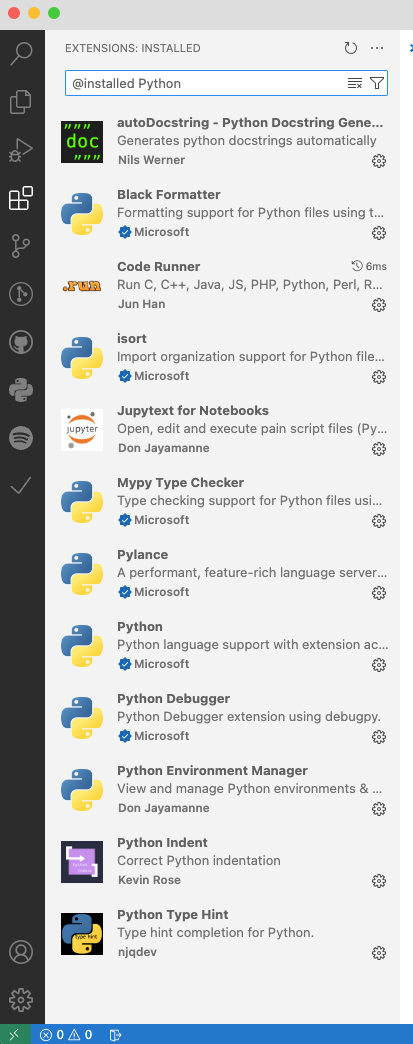 EXTENSIONS: INSTALLED
@installed Python
""" doc """
autoDocstring - Python Docstring Gene...
Generates python docstrings automatically
Nils Werner
Black Formatter
Formatting support for Python files using t...
Microsoft
.run
Code Runner 6ms
Run C, C++, Java, JS, PHP, Python, Perl, R...
Jun Han
isort
Import organization support for Python file...
Microsoft
jupyter
Jupytext for Notebooks
Open, edit and execute pain script files (Py...
Don Jayamanne
Mypy Type Checker
Type checking support for Python files usi...
Microsoft
Pylance
A performant, feature-rich language server...
Microsoft
Python
Python language support with extension ac...
Microsoft
Python Debugger
Python Debugger extension using debugpy.
Microsoft
Python Environment Manager
View and manage Python environments & ...
Don Jayamanne
Python Indent
Correct Python indentation
Kevin Rose
Type hint
Python Type Hint
Type hint completion for Python.
njqdev
0 0